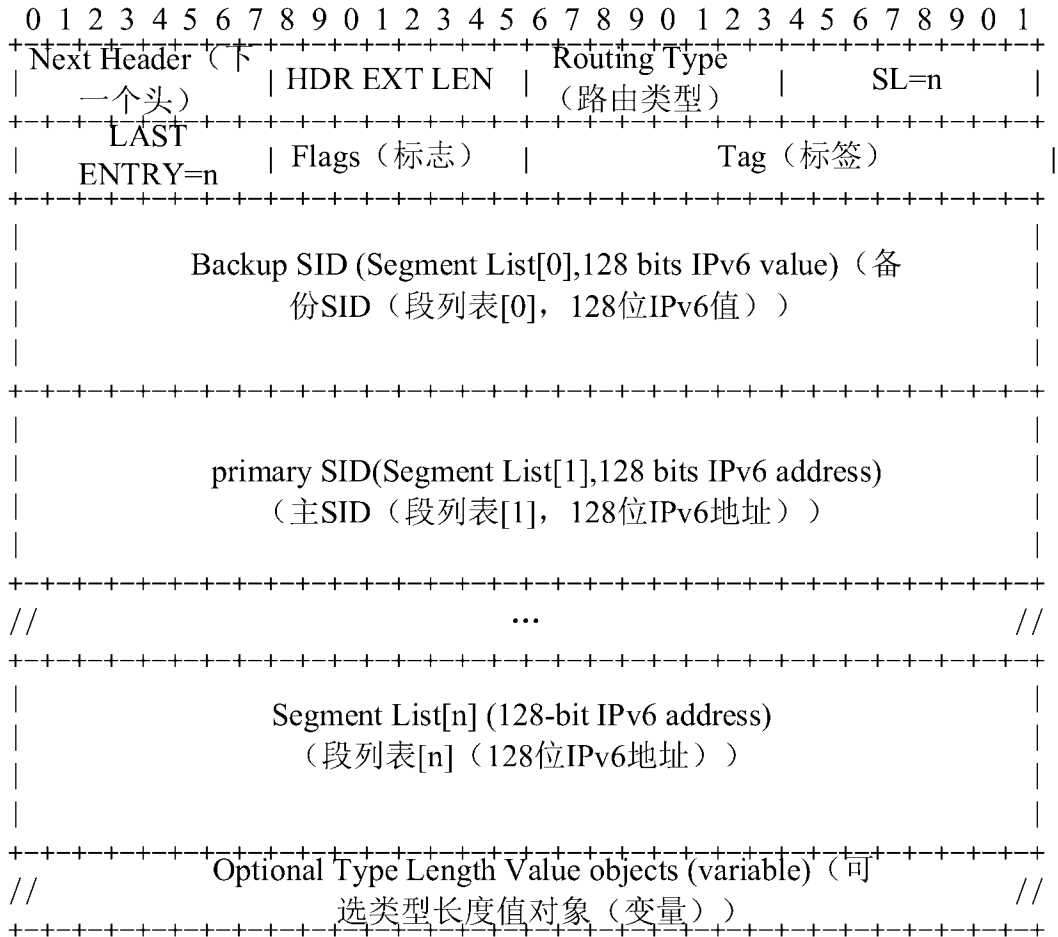 0 1 2 3 4 5 6 7 8 9 0 1 2 3 4 5 6 7 8 9 0 1 2 3 4 5 6 7 8 9 0 1
+-+-+-+-+-+-+-+-+-+-+-+-+-+-+-+-+-+-+-+-+-+-+-+-+-+-+-+-+-+-+-+-+
| Next Header（下一个头） | HDR EXT LEN | Routing Type（路由类型） | SL=n |
+-+-+-+-+-+-+-+-+-+-+-+-+-+-+-+-+-+-+-+-+-+-+-+-+-+-+-+-+-+-+-+-+
| LAST ENTRY=n | Flags（标志） | Tag（标签） |
+-+-+-+-+-+-+-+-+-+-+-+-+-+-+-+-+-+-+-+-+-+-+-+-+-+-+-+-+-+-+-+-+
Backup SID (Segment List[0],128 bits IPv6 value)（备
份SID（段列表[0]，128位IPv6值））
+-+-+-+-+-+-+-+-+-+-+-+-+-+-+-+-+-+-+-+-+-+-+-+-+-+-+-+-+-+-+-+-+
primary SID(Segment List[1],128 bits IPv6 address)
（主SID（段列表[1]，128位IPv6地址））
+-+-+-+-+-+-+-+-+-+-+-+-+-+-+-+-+-+-+-+-+-+-+-+-+-+-+-+-+-+-+-+-+
// … //
+-+-+-+-+-+-+-+-+-+-+-+-+-+-+-+-+-+-+-+-+-+-+-+-+-+-+-+-+-+-+-+-+
Segment List[n] (128-bit IPv6 address)
（段列表[n]（128位IPv6地址））
+-+-+-+-+-+-+-+-+-+-+-+-+-+-+-+-+-+-+-+-+-+-+-+-+-+-+-+-+-+-+-+-+
// Optional Type Length Value objects (variable)（可 //
选类型长度值对象（变量））
+-+-+-+-+-+-+-+-+-+-+-+-+-+-+-+-+-+-+-+-+-+-+-+-+-+-+-+-+-+-+-+-+